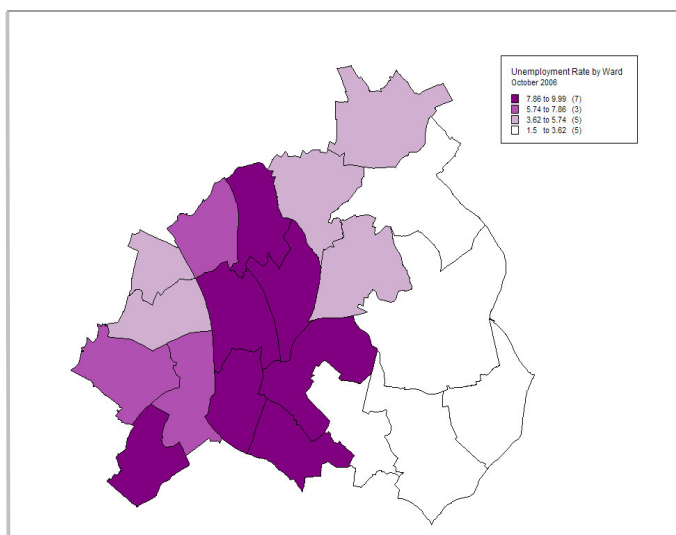 Unemployment Rate by Ward
October 2006
7.86 to 9.99 (7)
5.74 to 7.86 (3)
3.62 to 5.74 (5)
1.5 to 3.62 (5)